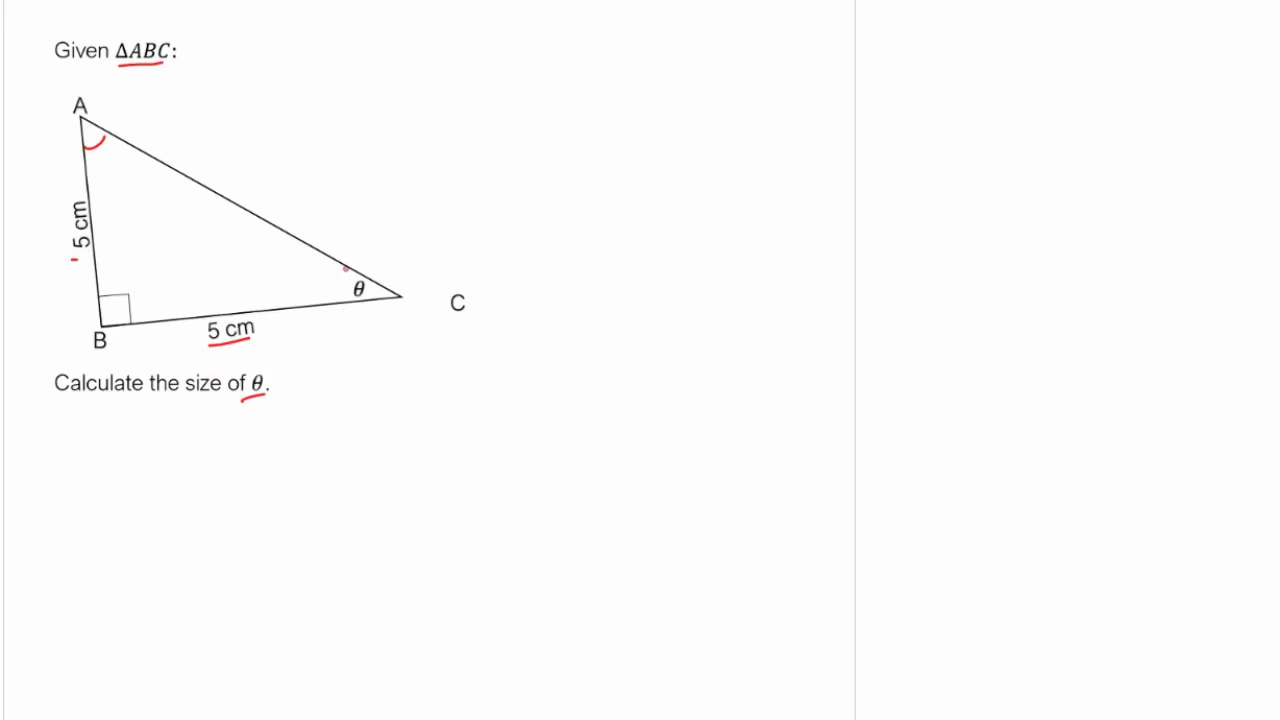 Given ΔABC:
A
5 cm
θ
C
5 cm
B
Calculate the size of θ.